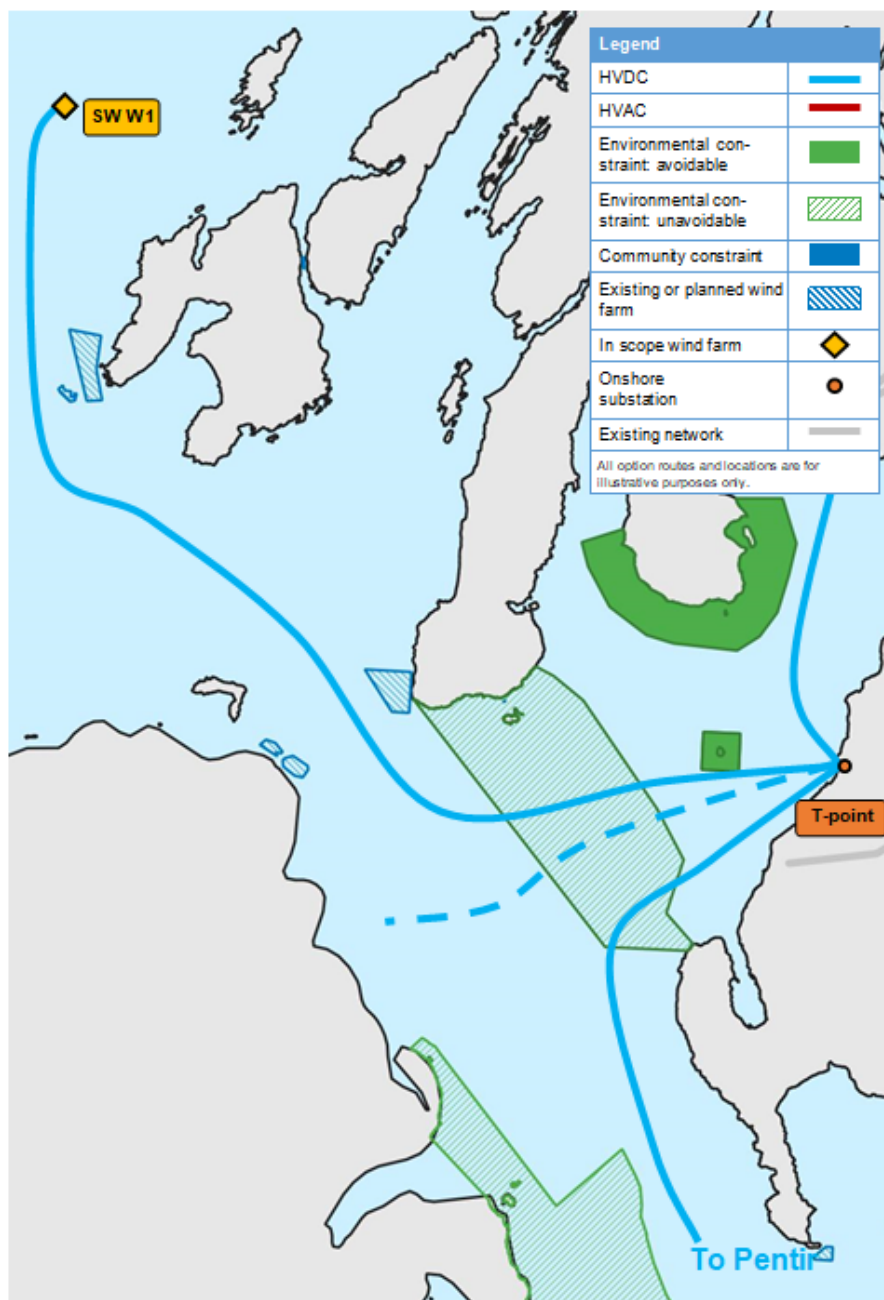 SW W1
Legend
HVDC
HVAC
Environmental con-
straint: avoidable
Environmental con-
straint: unavoidable
Community constraint
Existing or planned wind
farm
In scope wind farm
Onshore
substation
Existing network
All option routes and locations are for
illustrative purposes only.
T-point
To Pentir